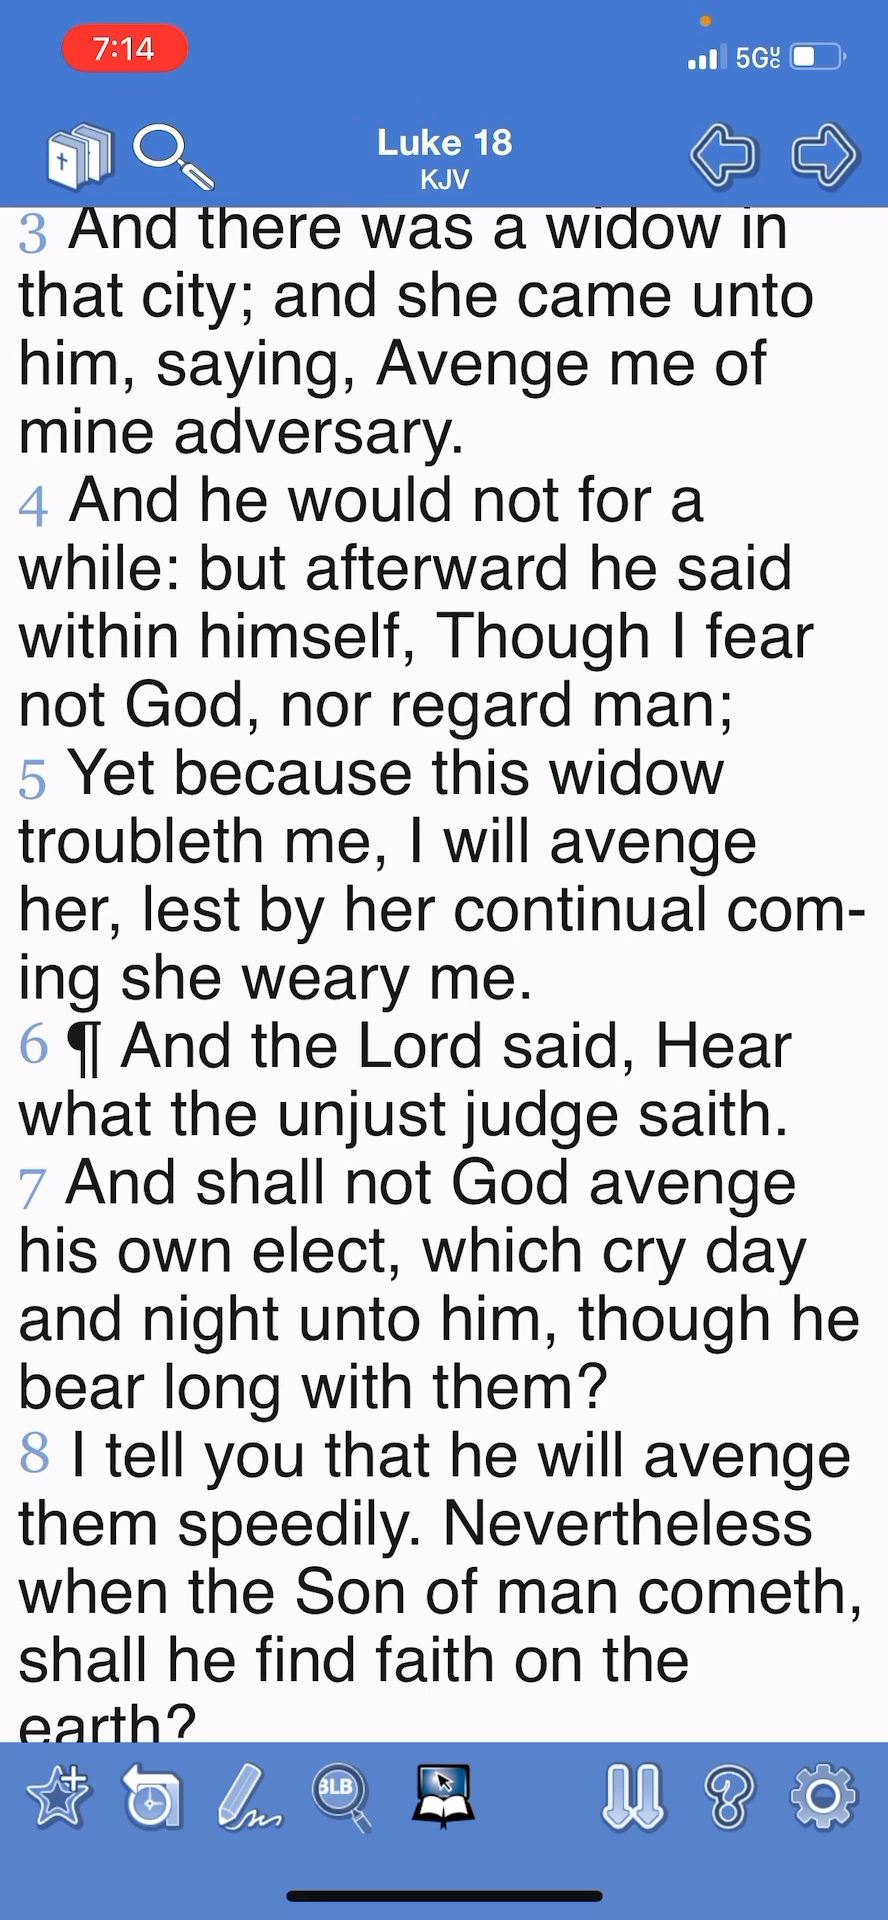 7:14
5G UC
Luke 18
KJV
3 And there was a widow in
that city; and she came unto
him, saying, Avenge me of
mine adversary.
4 And he would not for a
while: but afterward he said
within himself, Though I fear
not God, nor regard man;
5 Yet because this widow
troubleth me, I will avenge
her, lest by her continual com-
ing she weary me.
6 ¶ And the Lord said, Hear
what the unjust judge saith.
7 And shall not God avenge
his own elect, which cry day
and night unto him, though he
bear long with them?
8 I tell you that he will avenge
them speedily. Nevertheless
when the Son of man cometh,
shall he find faith on the
earth?
BLB